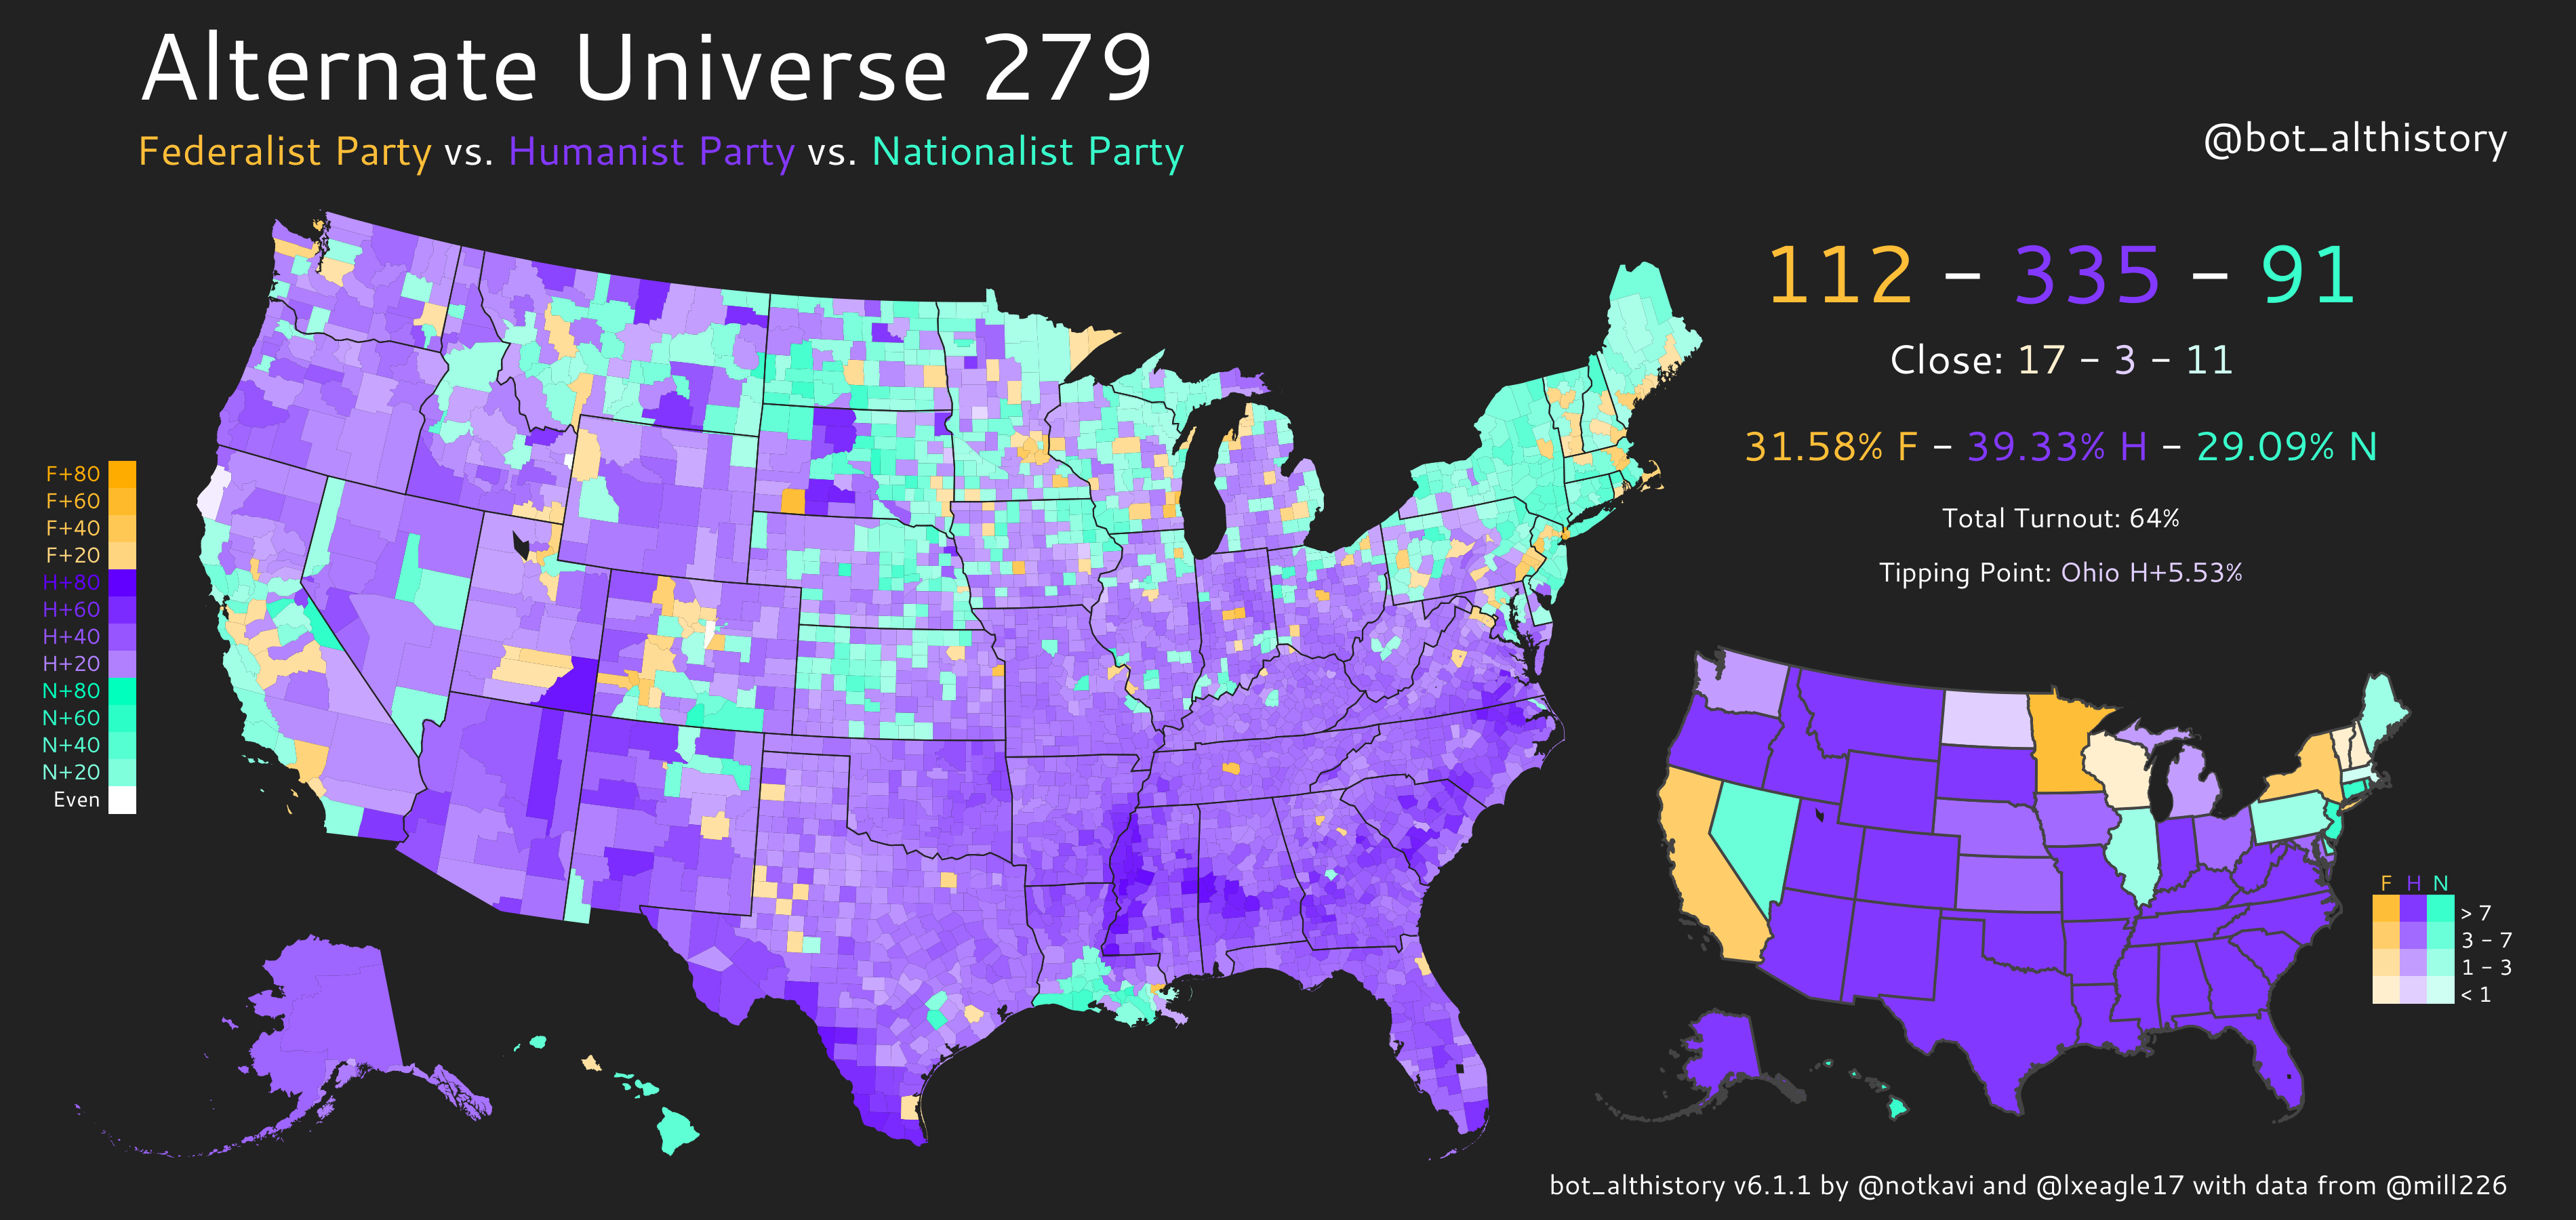 Alternate Universe 279
Federalist Party vs. Humanist Party vs. Nationalist Party
@bot_althistory
112 – 335 – 91
Close: 17 – 3 – 11
31.58% F – 39.33% H – 29.09% N
Total Turnout: 64%
Tipping Point: Ohio H+5.53%
F+80
F+60
F+40
F+20
H+80
H+60
H+40
H+20
N+80
N+60
N+40
N+20
Even
F H N
> 7
3 – 7
1 – 3
< 1
bot_althistory v6.1.1 by @notkavi and @lxeagle17 with data from @mill226